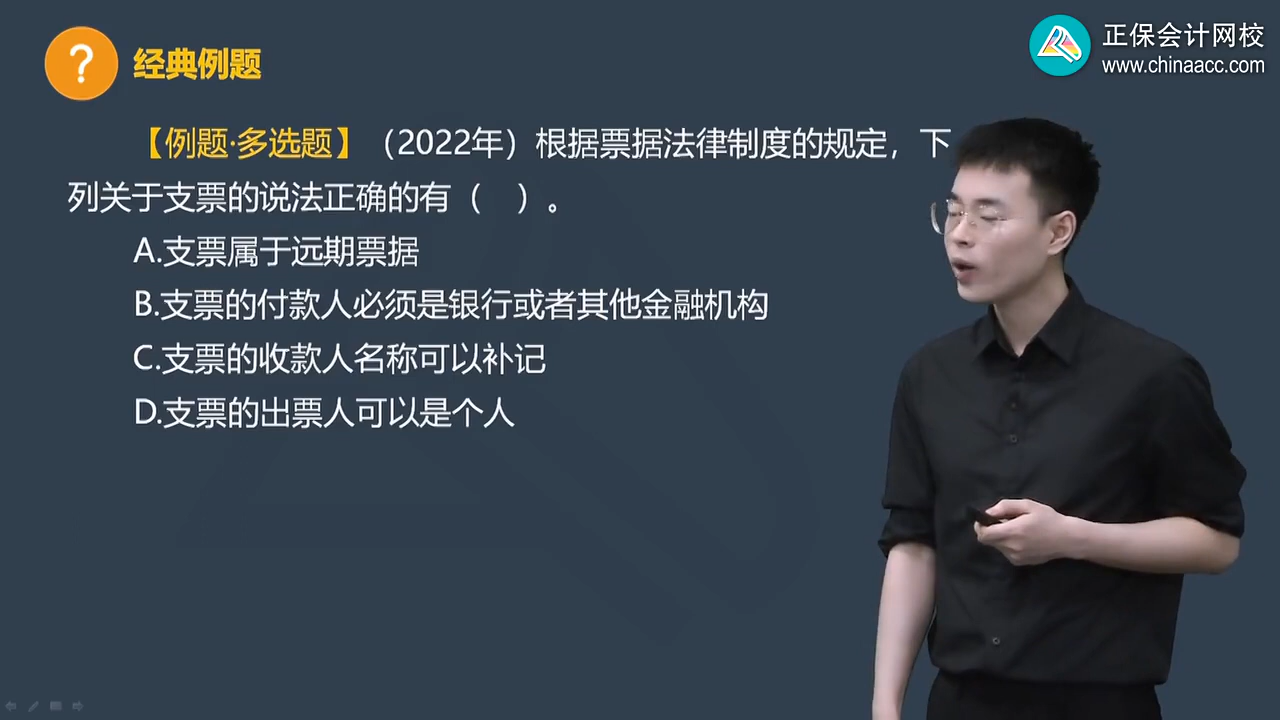 ?
经典例题
正保会计网校
www.chinaacc.com
【例题·多选题】（2022年）根据票据法律制度的规定，下
列关于支票的说法正确的有（　）。
A.支票属于远期票据
B.支票的付款人必须是银行或者其他金融机构
C.支票的收款人名称可以补记
D.支票的出票人可以是个人